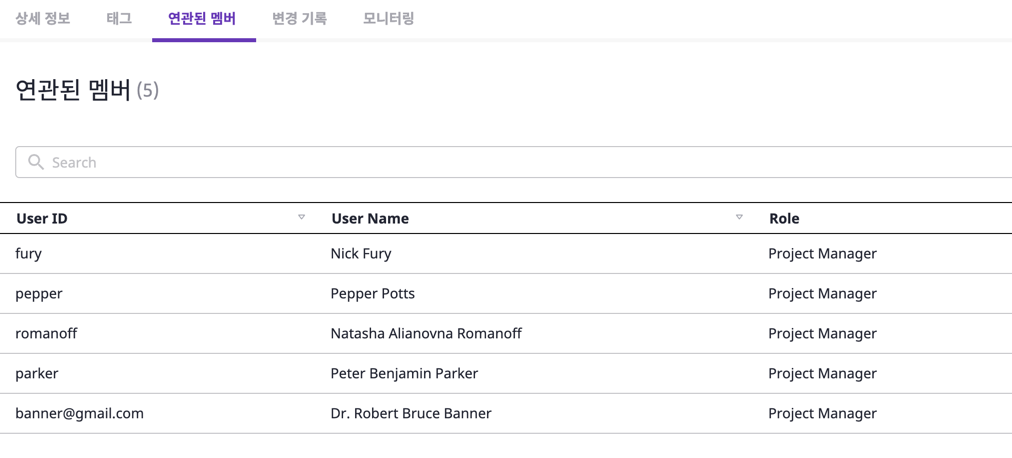 상세 정보 태그 연관된 멤버 변경 기록 모니터링
연관된 멤버 (5)
Search
User ID User Name Role
fury Nick Fury Project Manager
pepper Pepper Potts Project Manager
romanoff Natasha Alianovna Romanoff Project Manager
parker Peter Benjamin Parker Project Manager
banner@gmail.com Dr. Robert Bruce Banner Project Manager